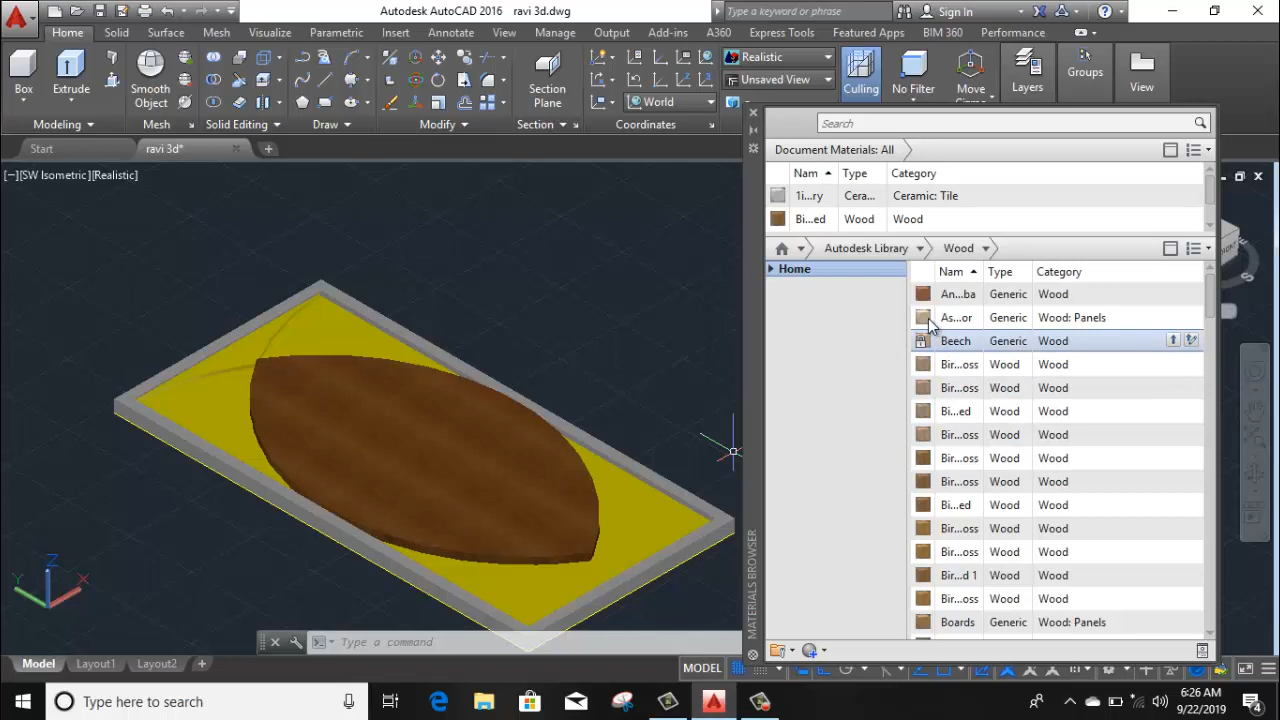 Autodesk AutoCAD 2016 ravi 3d.dwg
Type a keyword or phrase
Sign In
Home Solid Surface Mesh Visualize Parametric Insert Annotate View Manage Output Add-ins A360 Express Tools Featured Apps BIM 360 Performance
Box
Extrude
Smooth Object
Section Plane
Realistic
Unsaved View
World
Culling
No Filter
Move Gizmo
Layers
Groups
View
Modeling Mesh Solid Editing Draw Modify Section Coordinates
Start ravi 3d*
[−][SW Isometric][Realistic]
FRONT
Search
Document Materials: All
Nam Type Category
1i...ry Cera... Ceramic: Tile
Bi...ed Wood Wood
Autodesk Library Wood
Home
Nam Type Category
An...ba Generic Wood
As...or Generic Wood: Panels
Beech Generic Wood
Bir...oss Wood Wood
Bir...oss Wood Wood
Bi...ed Wood Wood
Bir...oss Wood Wood
Bir...oss Wood Wood
Bir...oss Wood Wood
Bi...ed Wood Wood
Bir...oss Wood Wood
Bir...oss Wood Wood
Bir...d 1 Wood Wood
Bir...oss Wood Wood
Boards Generic Wood: Panels
MATERIALS BROWSER
Z
Y
X
Type a command
Model Layout1 Layout2
MODEL
Type here to search
6:26 AM
9/22/2019